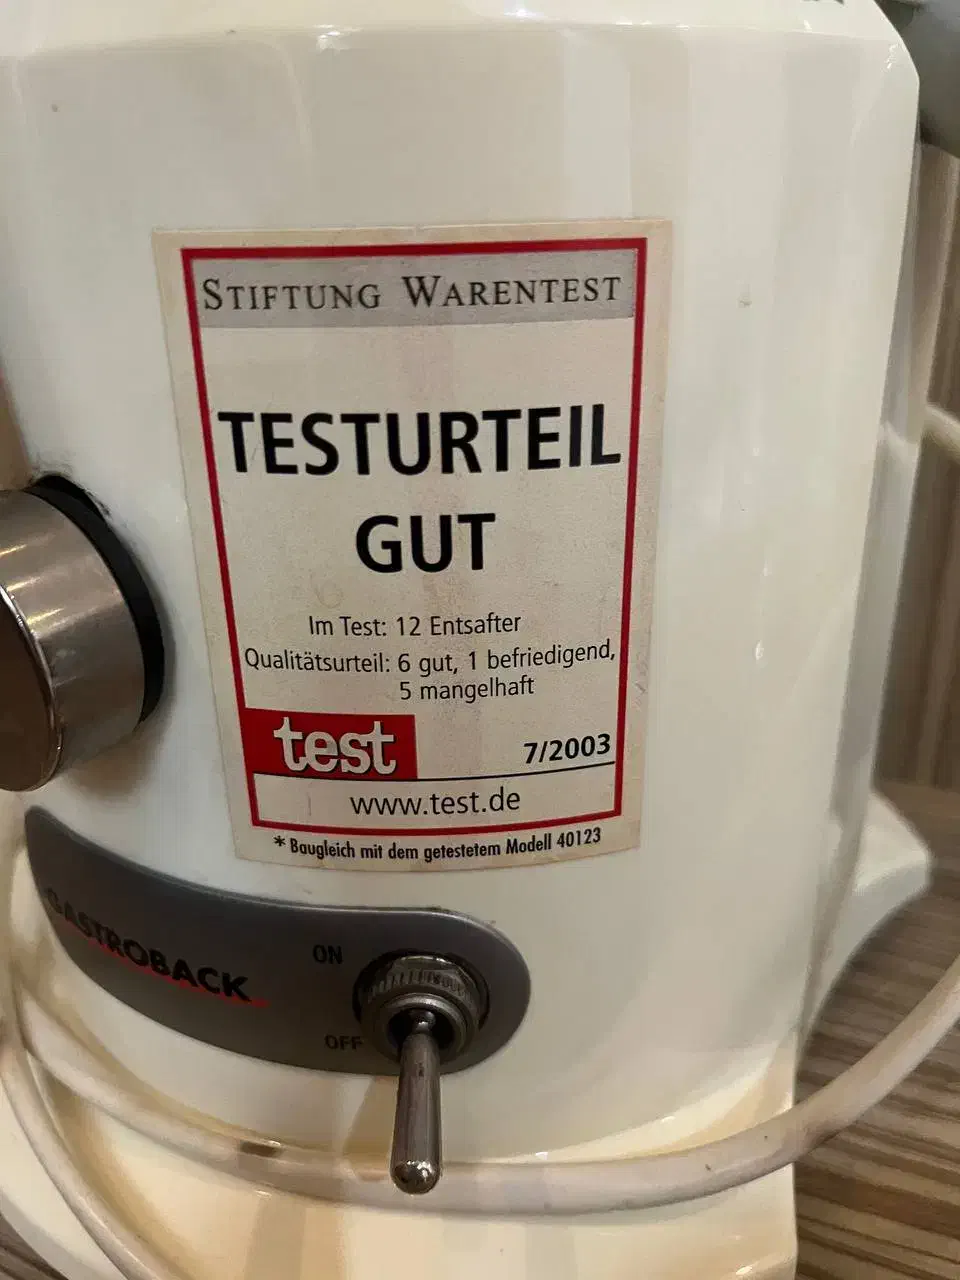 STIFTUNG WARENTEST
TESTURTEIL
GUT
Im Test: 12 Entsafter
Qualitätsurteil: 6 gut, 1 befriedigend,
5 mangelhaft
test
7/2003
www.test.de
* Baugleich mit dem getestetem Modell 40123
GASTROBACK
ON
OFF